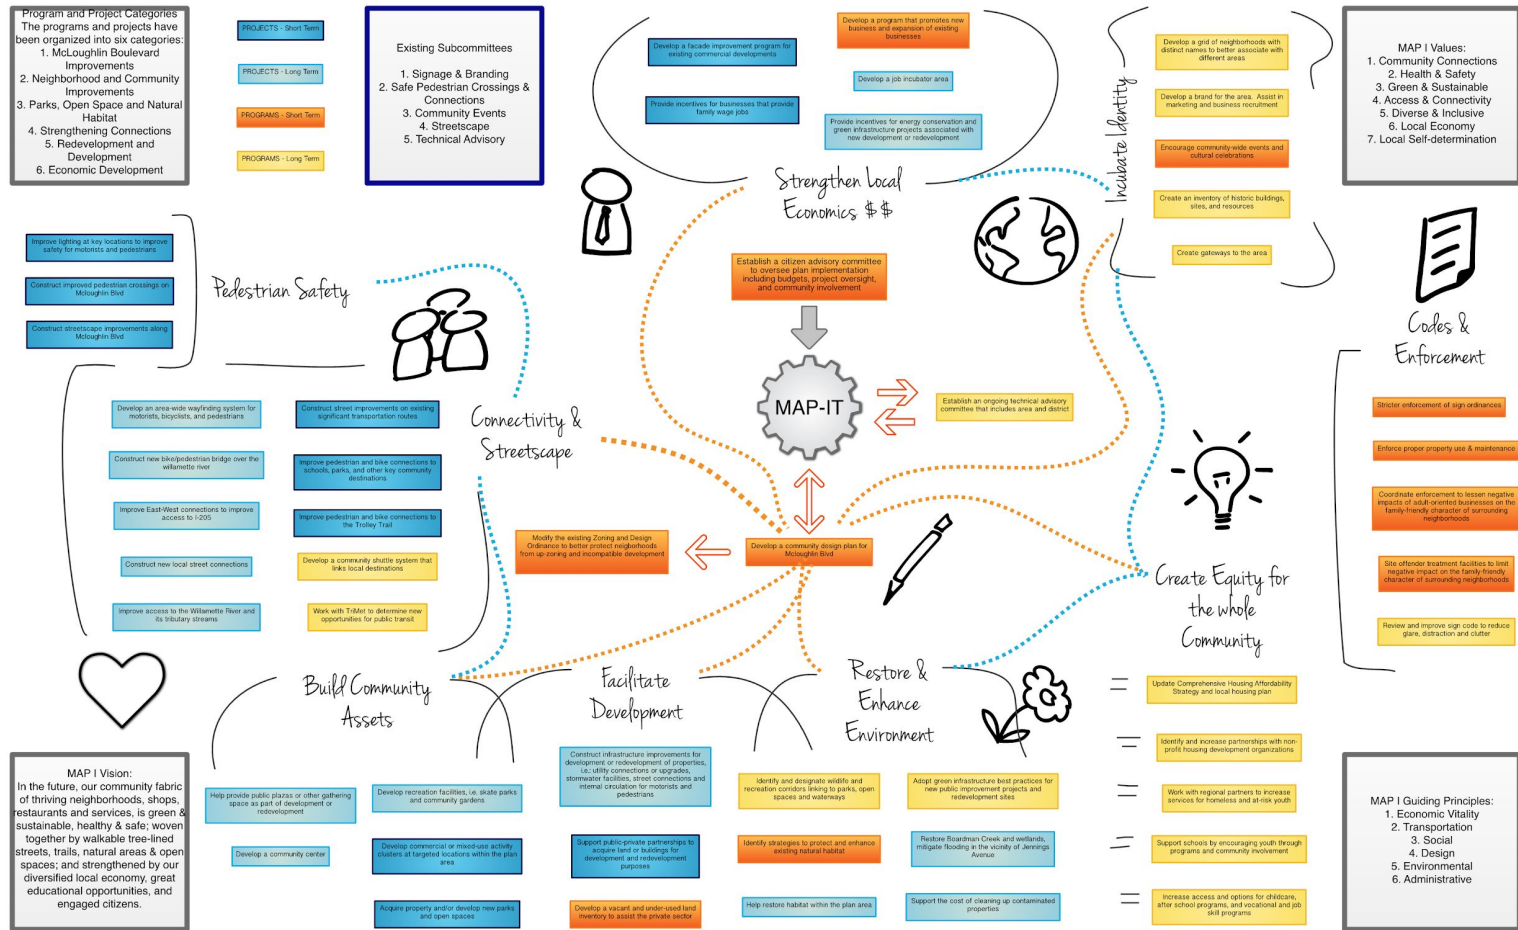 Program and Project Categories
The programs and projects have
been organized into six categories:
1. McLoughlin Boulevard
Improvements
2. Neighborhood and Community
Improvements
3. Parks, Open Space and Natural
Habitat
4. Strengthening Connections
5. Redevelopment and
Development
6. Economic Development
PROJECTS - Short Term
PROJECTS - Long Term
PROGRAMS - Short Term
PROGRAMS - Long Term
Existing Subcommittees
1. Signage & Branding
2. Safe Pedestrian Crossings &
Connections
3. Community Events
4. Streetscape
5. Technical Advisory
Develop a facade improvement program for
existing commercial developments
Provide incentives for businesses that provide
family wage jobs
Develop a program that promotes new
business and expansion of existing
businesses
Develop a job incubator area
Provide incentives for energy conservation and
green infrastructure projects associated with
new development or redevelopment
Strengthen Local
Economics $$
Incubate Identity
Develop a grid of neighborhoods with
distinct names to better associate with
different areas
Develop a brand for the area. Assist in
marketing and business recruitment
Encourage community-wide events and
cultural celebrations
Create an inventory of historic buildings,
sites, and resources
Create gateways to the area
MAP I Values:
1. Community Connections
2. Health & Safety
3. Green & Sustainable
4. Access & Connectivity
5. Diverse & Inclusive
6. Local Economy
7. Local Self-determination
Improve lighting at key locations to improve
safety for motorists and pedestrians
Construct improved pedestrian crossings on
Mcloughlin Blvd
Construct streetscape improvements along
Mcloughlin Blvd
Pedestrian Safety
Establish a citizen advisory committee
to oversee plan implementation
including budgets, project oversight,
and community involvement
MAP-IT
Establish an ongoing technical advisory
committee that includes area and district
Codes &
Enforcement
Stricter enforcement of sign ordinances
Enforce proper property use & maintenance
Coordinate enforcement to lessen negative
impacts of adult-oriented businesses on the
family-friendly character of surrounding
neighborhoods
Site offender treatment facilities to limit
negative impact on the family-friendly
character of surrounding neighborhoods
Review and improve sign code to reduce
glare, distraction and clutter
Connectivity &
Streetscape
Develop an area-wide wayfinding system for
motorists, bicyclists, and pedestrians
Construct new bike/pedestrian bridge over the
willamette river
Improve East-West connections to improve
access to I-205
Construct new local street connections
Improve access to the Willamette River and
its tributary streams
Construct street improvements on existing
significant transportation routes
Improve pedestrian and bike connections to
schools, parks, and other key community
destinations
Improve pedestrian and bike connections to
the Trolley Trail
Develop a community shuttle system that
links local destinations
Work with TriMet to determine new
opportunities for public transit
Modify the existing Zoning and Design
Ordinance to better protect neigborhoods
from up-zoning and incompatible development
Develop a community design plan for
Mcloughlin Blvd
Create Equity for
the whole
Community
Update Comprehensive Housing Affordability
Strategy and local housing plan
Identify and increase partnerships with non-
profit housing development organizations
Work with regional partners to increase
services for homeless and at-risk youth
Support schools by encouraging youth through
programs and community involvement
Increase access and options for childcare,
after school programs, and vocational and job
skill programs
Build Community
Assets
Help provide public plazas or other gathering
space as part of development or
redevelopment
Develop a community center
Develop recreation facilities, i.e. skate parks
and community gardens
Develop commercial or mixed-use activity
clusters at targeted locations within the plan
area
Acquire property and/or develop new parks
and open spaces
Facilitate
Development
Construct infrastructure improvements for
development or redevelopment of properties,
i.e.: utility connections or upgrades,
stormwater facilities, street connections and
internal circulation for motorists and
pedestrians
Support public-private partnerships to
acquire land or buildings for
development and redevelopment
purposes
Develop a vacant and under-used land
inventory to assist the private sector
Restore &
Enhance
Environment
Identify and designate wildlife and
recreation corridors linking to parks, open
spaces and waterways
Identify strategies to protect and enhance
existing natural habitat
Help restore habitat within the plan area
Adopt green infrastructure best practices for
new public improvement projects and
redevelopment sites
Restore Boardman Creek and wetlands,
mitigate flooding in the vicinity of Jennings
Avenue
Support the cost of cleaning up contaminated
properties
MAP I Vision:
In the future, our community fabric
of thriving neighborhoods, shops,
restaurants and services, is green &
sustainable, healthy & safe; woven
together by walkable tree-lined
streets, trails, natural areas & open
spaces; and strengthened by our
diversified local economy, great
educational opportunities, and
engaged citizens.
MAP I Guiding Principles:
1. Economic Vitality
2. Transportation
3. Social
4. Design
5. Environmental
6. Administrative